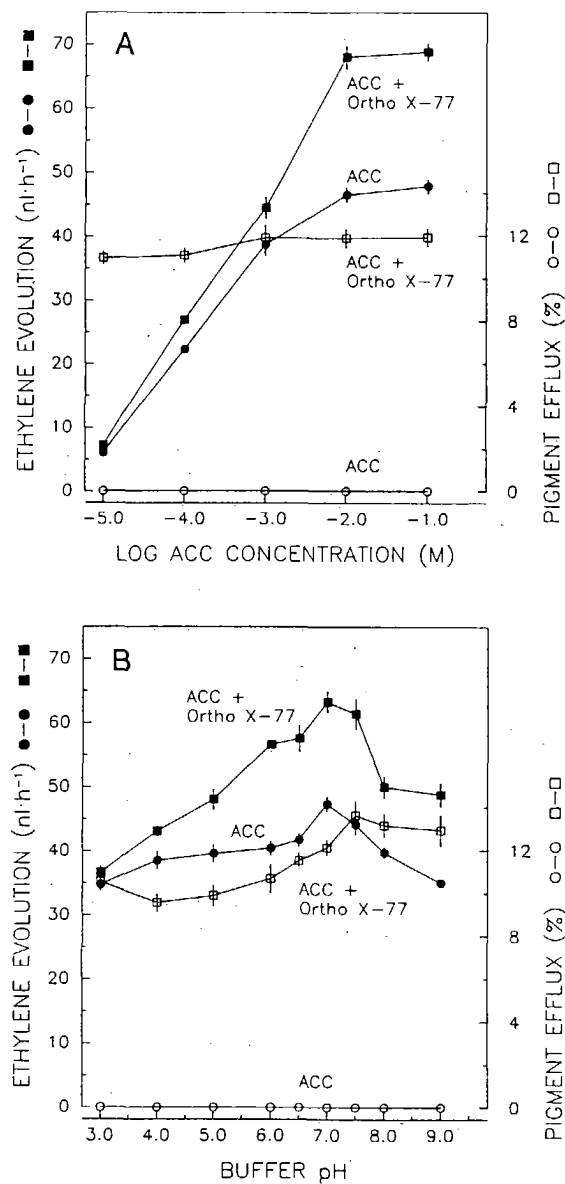 A
ETHYLENE EVOLUTION (nl·h⁻¹)
70
60
50
40
30
20
10
0
ACC +
Ortho X-77
ACC
ACC +
Ortho X-77
ACC
12
8
4
0
PIGMENT EFFLUX (%)
-5.0 -4.0 -3.0 -2.0 -1.0
LOG ACC CONCENTRATION (M)
B
ETHYLENE EVOLUTION (nl·h⁻¹)
70
60
50
40
30
20
10
0
ACC +
Ortho X-77
ACC
ACC +
Ortho X-77
ACC
12
8
4
0
PIGMENT EFFLUX (%)
3.0 4.0 5.0 6.0 7.0 8.0 9.0
BUFFER pH